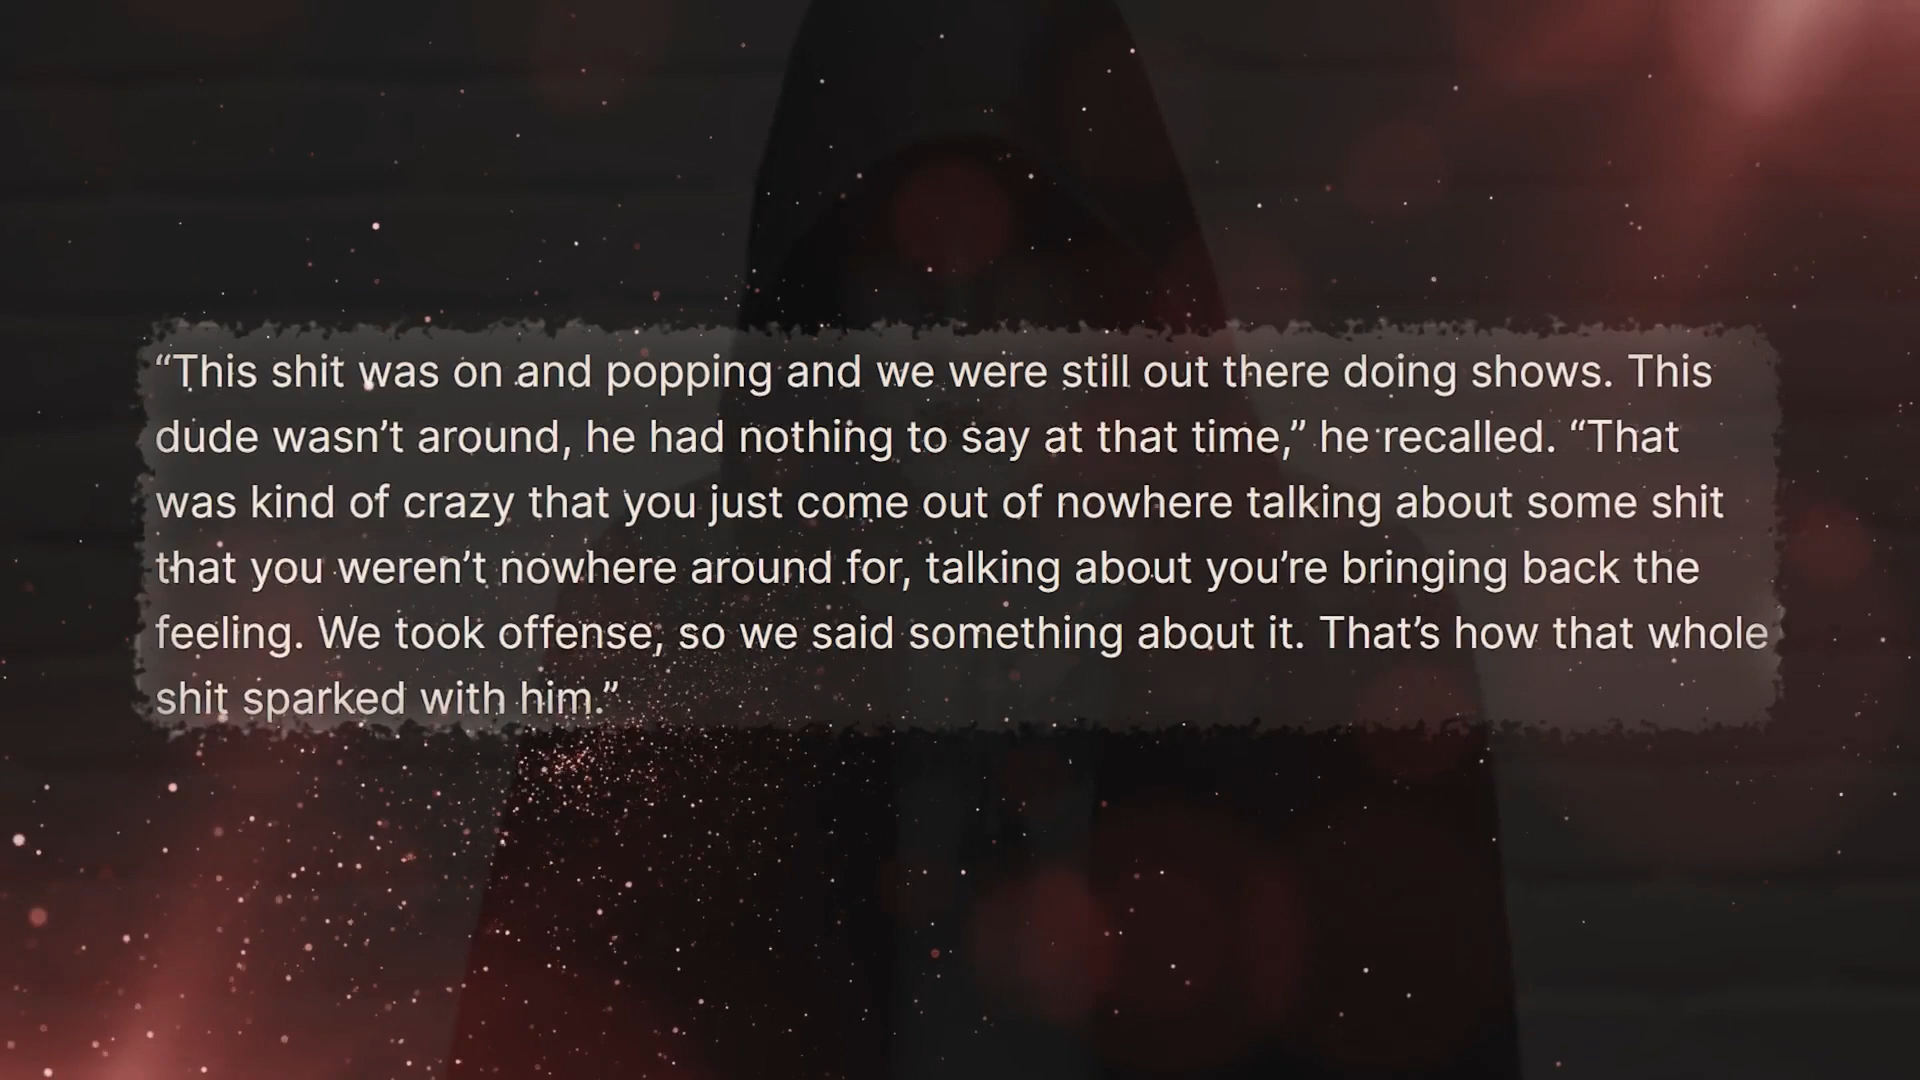 “This shit was on and popping and we were still out there doing shows. This
dude wasn’t around, he had nothing to say at that time,” he recalled. “That
was kind of crazy that you just come out of nowhere talking about some shit
that you weren’t nowhere around for, talking about you’re bringing back the
feeling. We took offense, so we said something about it. That’s how that whole
shit sparked with him.”